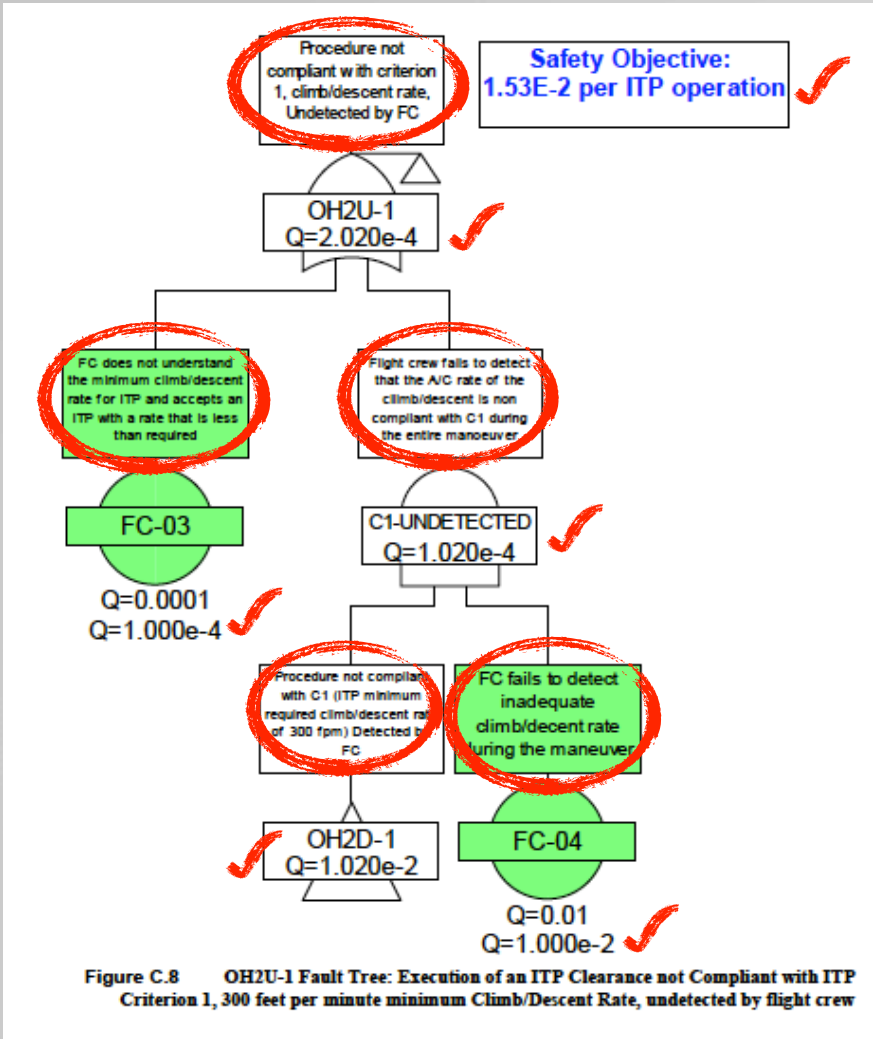 Procedure not
compliant with criterion
1, climb/descent rate,
Undetected by FC
Safety Objective:
1.53E-2 per ITP operation
OH2U-1
Q=2.020e-4
FC does not understand
the minimum climb/descent
rate for ITP and accepts an
ITP with a rate that is less
than required
Flight crew fails to detect
that the A/C rate of the
climb/descent is non
compliant with C1 during
the entire manoeuver
FC-03
Q=0.0001
Q=1.000e-4
C1-UNDETECTED
Q=1.020e-4
Procedure not compliant
with C1 (ITP minimum
required climb/descent rat
of 300 fpm) Detected by
FC
FC fails to detect
inadequate
climb/decent rate
during the maneuver
OH2D-1
Q=1.020e-2
FC-04
Q=0.01
Q=1.000e-2
Figure C.8 OH2U-1 Fault Tree: Execution of an ITP Clearance not Compliant with ITP
Criterion 1, 300 feet per minute minimum Climb/Descent Rate, undetected by flight crew